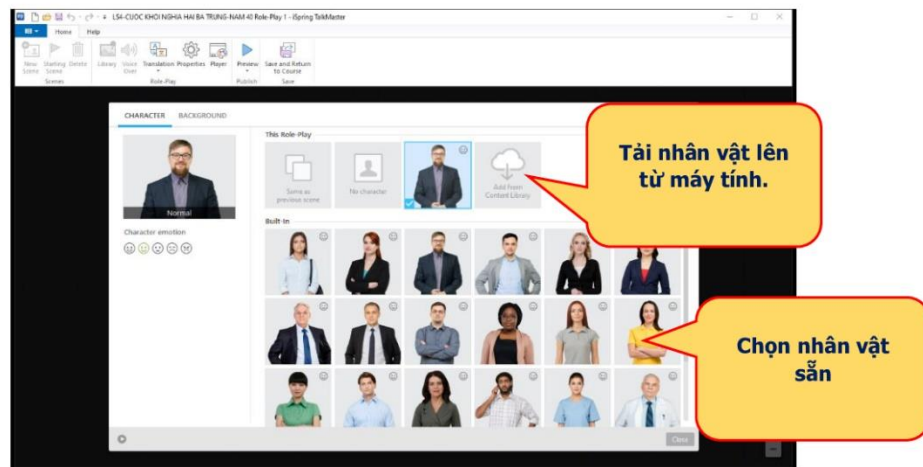 LS4-CUOC KHOI NGHIA HAI BA TRUNG-NAM 40 Role-Play 1 - iSpring TalkMaster
Home Help
New Scene
Starling Scene
Delete
Library
Voice Over
Translation
Properties
Player
Preview
Save and Return to Course
Scenes
Role-Play
Publish
Save
CHARACTER BACKGROUND
This Role-Play
Same as
previous scene
No character
Add from
Content Library
Normal
Character emotion
Built-In
Tải nhân vật lên
từ máy tính.
Chọn nhân vật
sẵn
Close